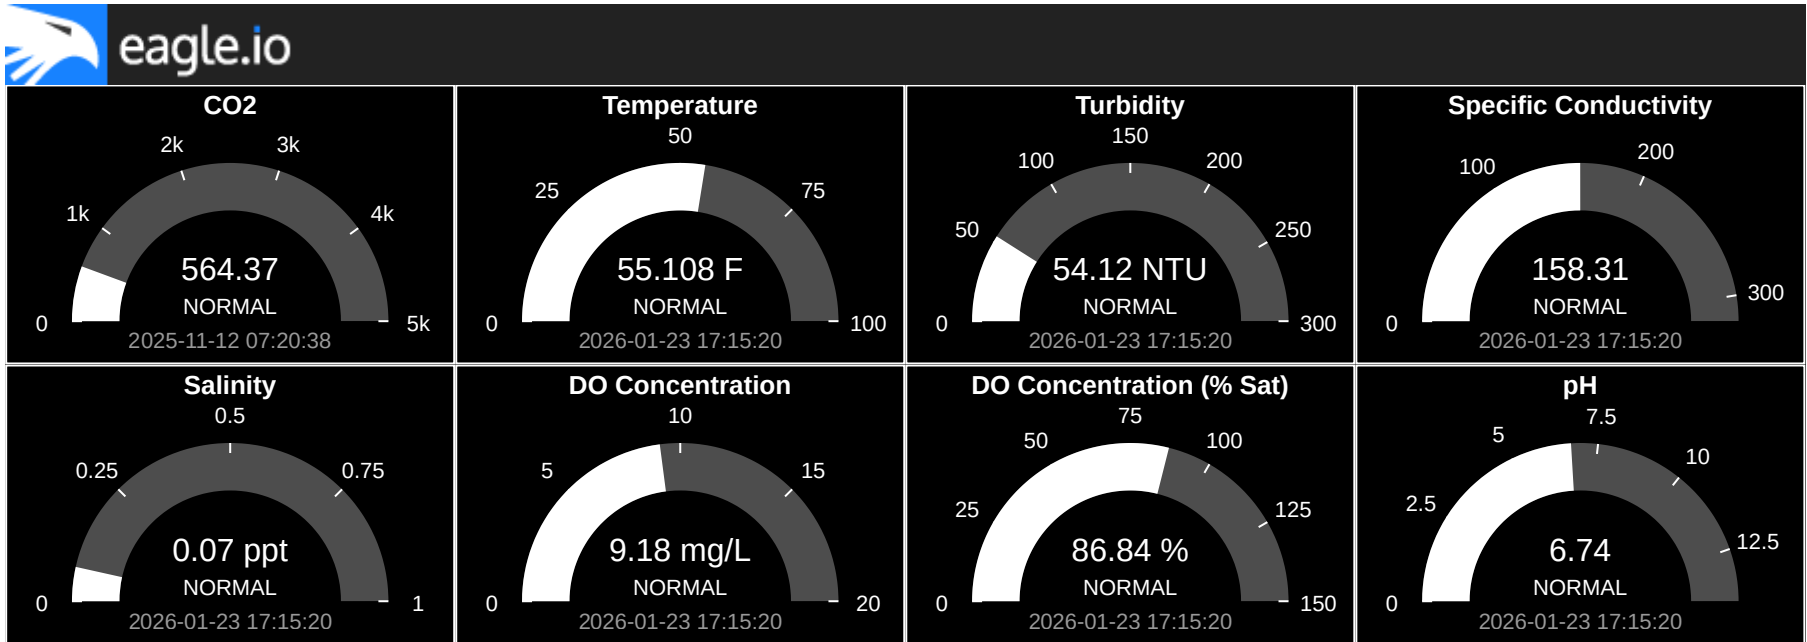 eagle.io
CO2
0
1k
2k
3k
4k
5k
564.37
NORMAL
2025-11-12 07:20:38
Temperature
0
25
50
75
100
55.108 F
NORMAL
2026-01-23 17:15:20
Turbidity
0
50
100
150
200
250
300
54.12 NTU
NORMAL
2026-01-23 17:15:20
Specific Conductivity
0
100
200
300
158.31
NORMAL
2026-01-23 17:15:20
Salinity
0
0.25
0.5
0.75
1
0.07 ppt
NORMAL
2026-01-23 17:15:20
DO Concentration
0
5
10
15
20
9.18 mg/L
NORMAL
2026-01-23 17:15:20
DO Concentration (% Sat)
0
25
50
75
100
125
150
86.84 %
NORMAL
2026-01-23 17:15:20
pH
0
2.5
5
7.5
10
12.5
6.74
NORMAL
2026-01-23 17:15:20